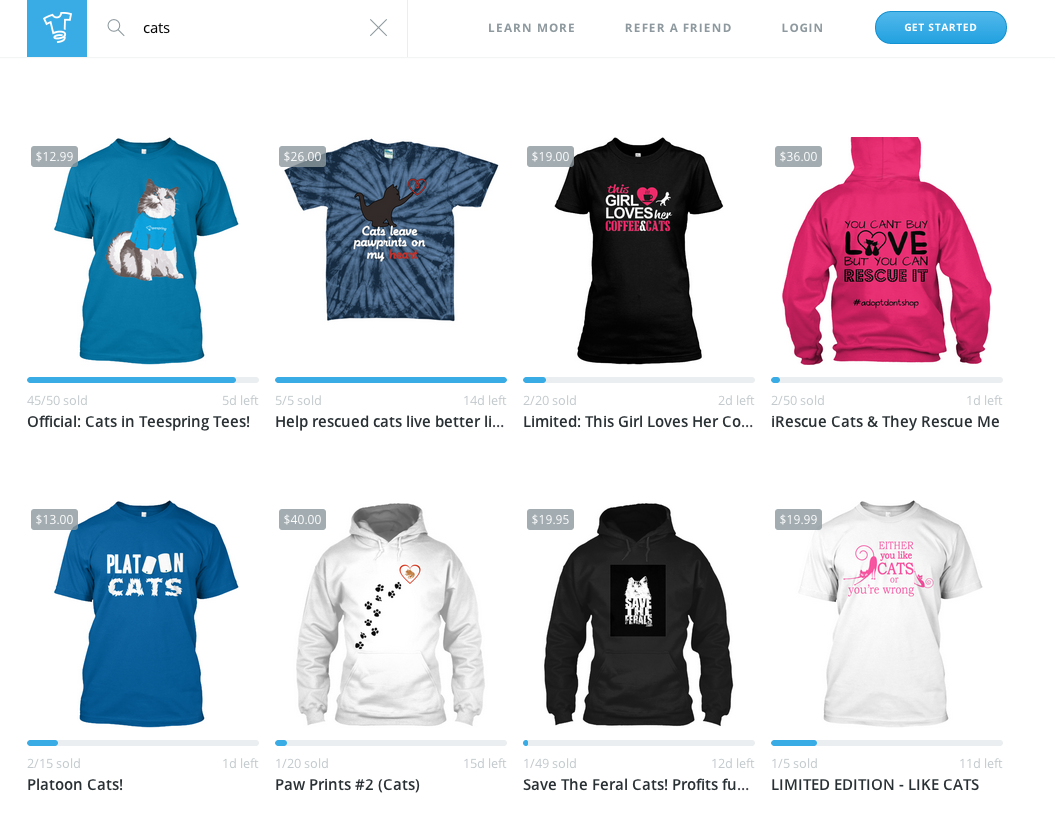 cats
LEARN MORE
REFER A FRIEND
LOGIN
GET STARTED
$12.99
$26.00
$19.00
$36.00
Cats leave
pawprints on
my heart
this
GIRL
LOVES her
COFFEE&CATS
YOU CAN'T BUY
LOVE
BUT YOU CAN
RESCUE IT
#adoptdontshop
45/50 sold
5d left
5/5 sold
14d left
2/20 sold
2d left
2/50 sold
1d left
Official: Cats in Teespring Tees!
Help rescued cats live better li...
Limited: This Girl Loves Her Co...
iRescue Cats & They Rescue Me
$13.00
$40.00
$19.95
$19.99
PLATOON
CATS
SAVE
THE
FERALS
EITHER
you like
CATS
or
you're wrong
2/15 sold
1d left
1/20 sold
15d left
1/49 sold
12d left
1/5 sold
11d left
Platoon Cats!
Paw Prints #2 (Cats)
Save The Feral Cats! Profits fu...
LIMITED EDITION - LIKE CATS